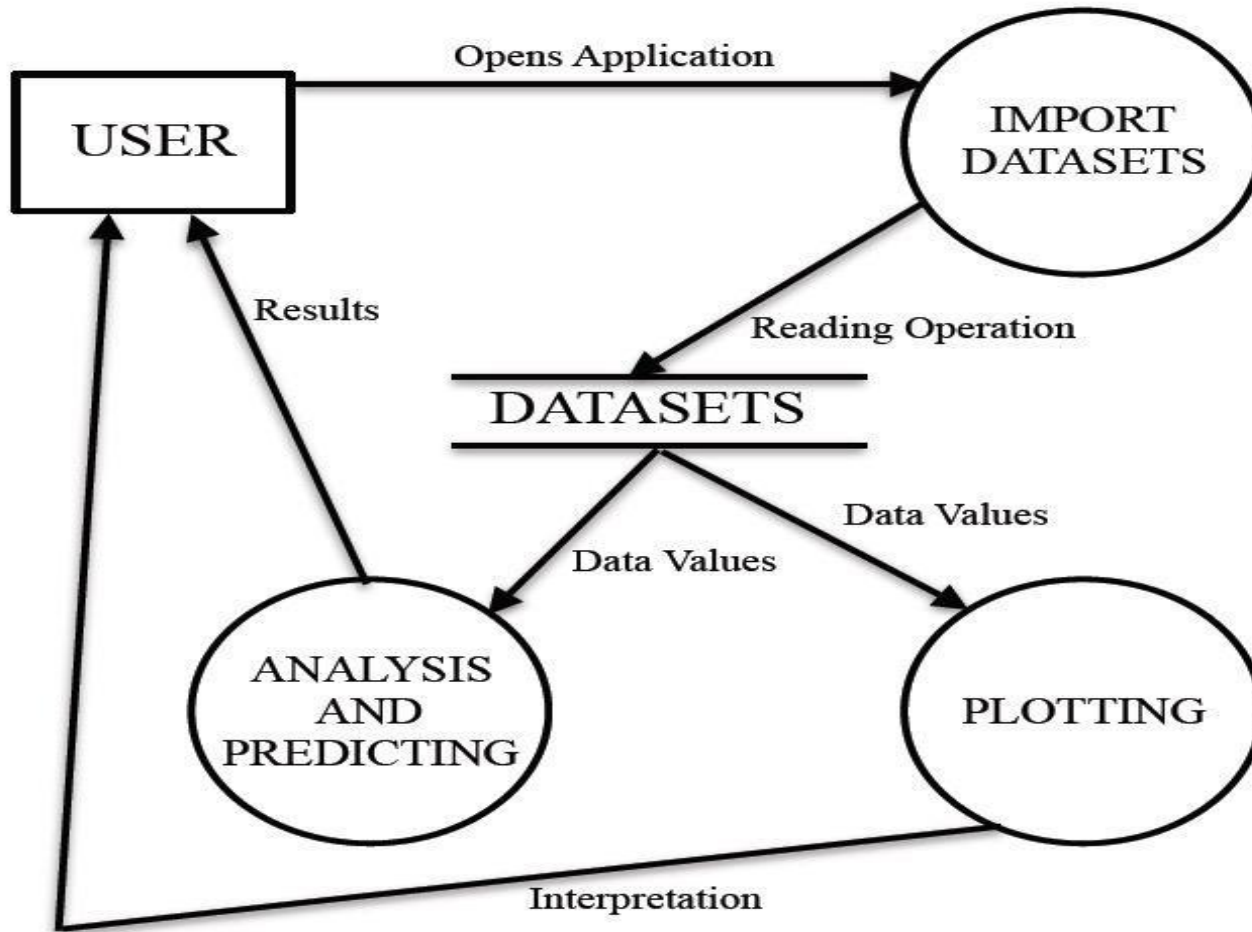 Opens Application
USER
IMPORT
DATASETS
Results
Reading Operation
DATASETS
Data Values
Data Values
ANALYSIS
AND
PREDICTING
PLOTTING
Interpretation